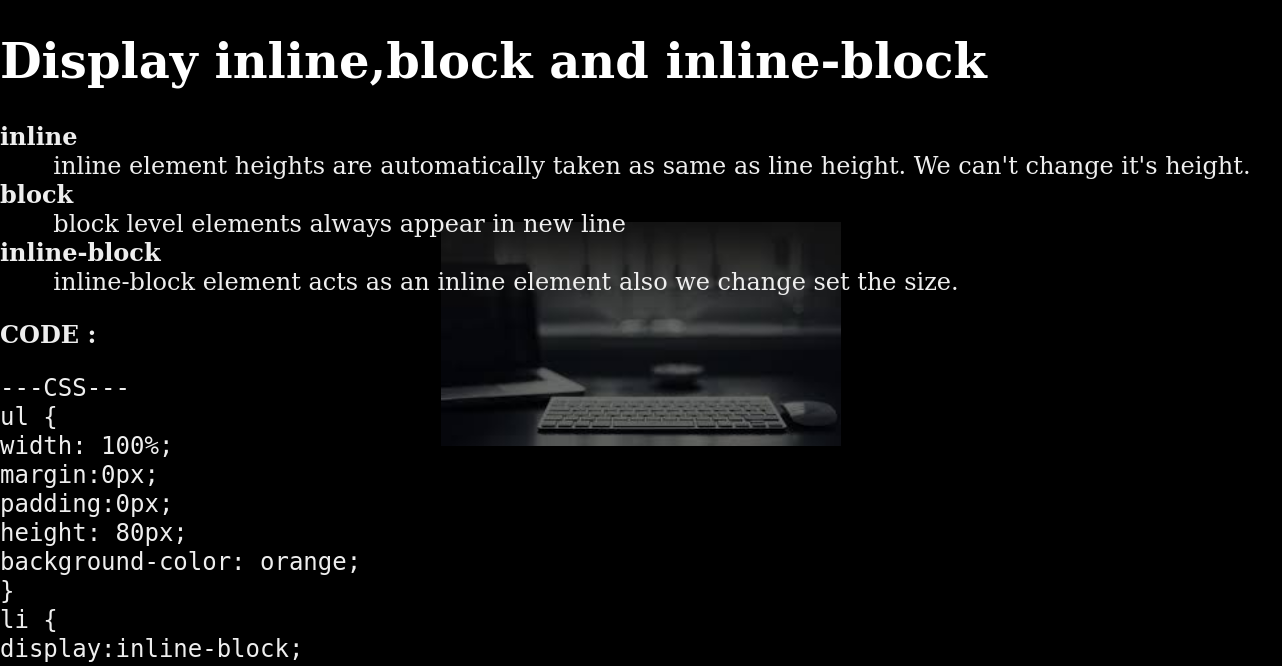 Display inline,block and inline-block
inline
inline element heights are automatically taken as same as line height. We can't change it's height.
block
block level elements always appear in new line
inline-block
inline-block element acts as an inline element also we change set the size.
CODE :
---CSS---
ul {
width: 100%;
margin:0px;
padding:0px;
height: 80px;
background-color: orange;
}
li {
display:inline-block;